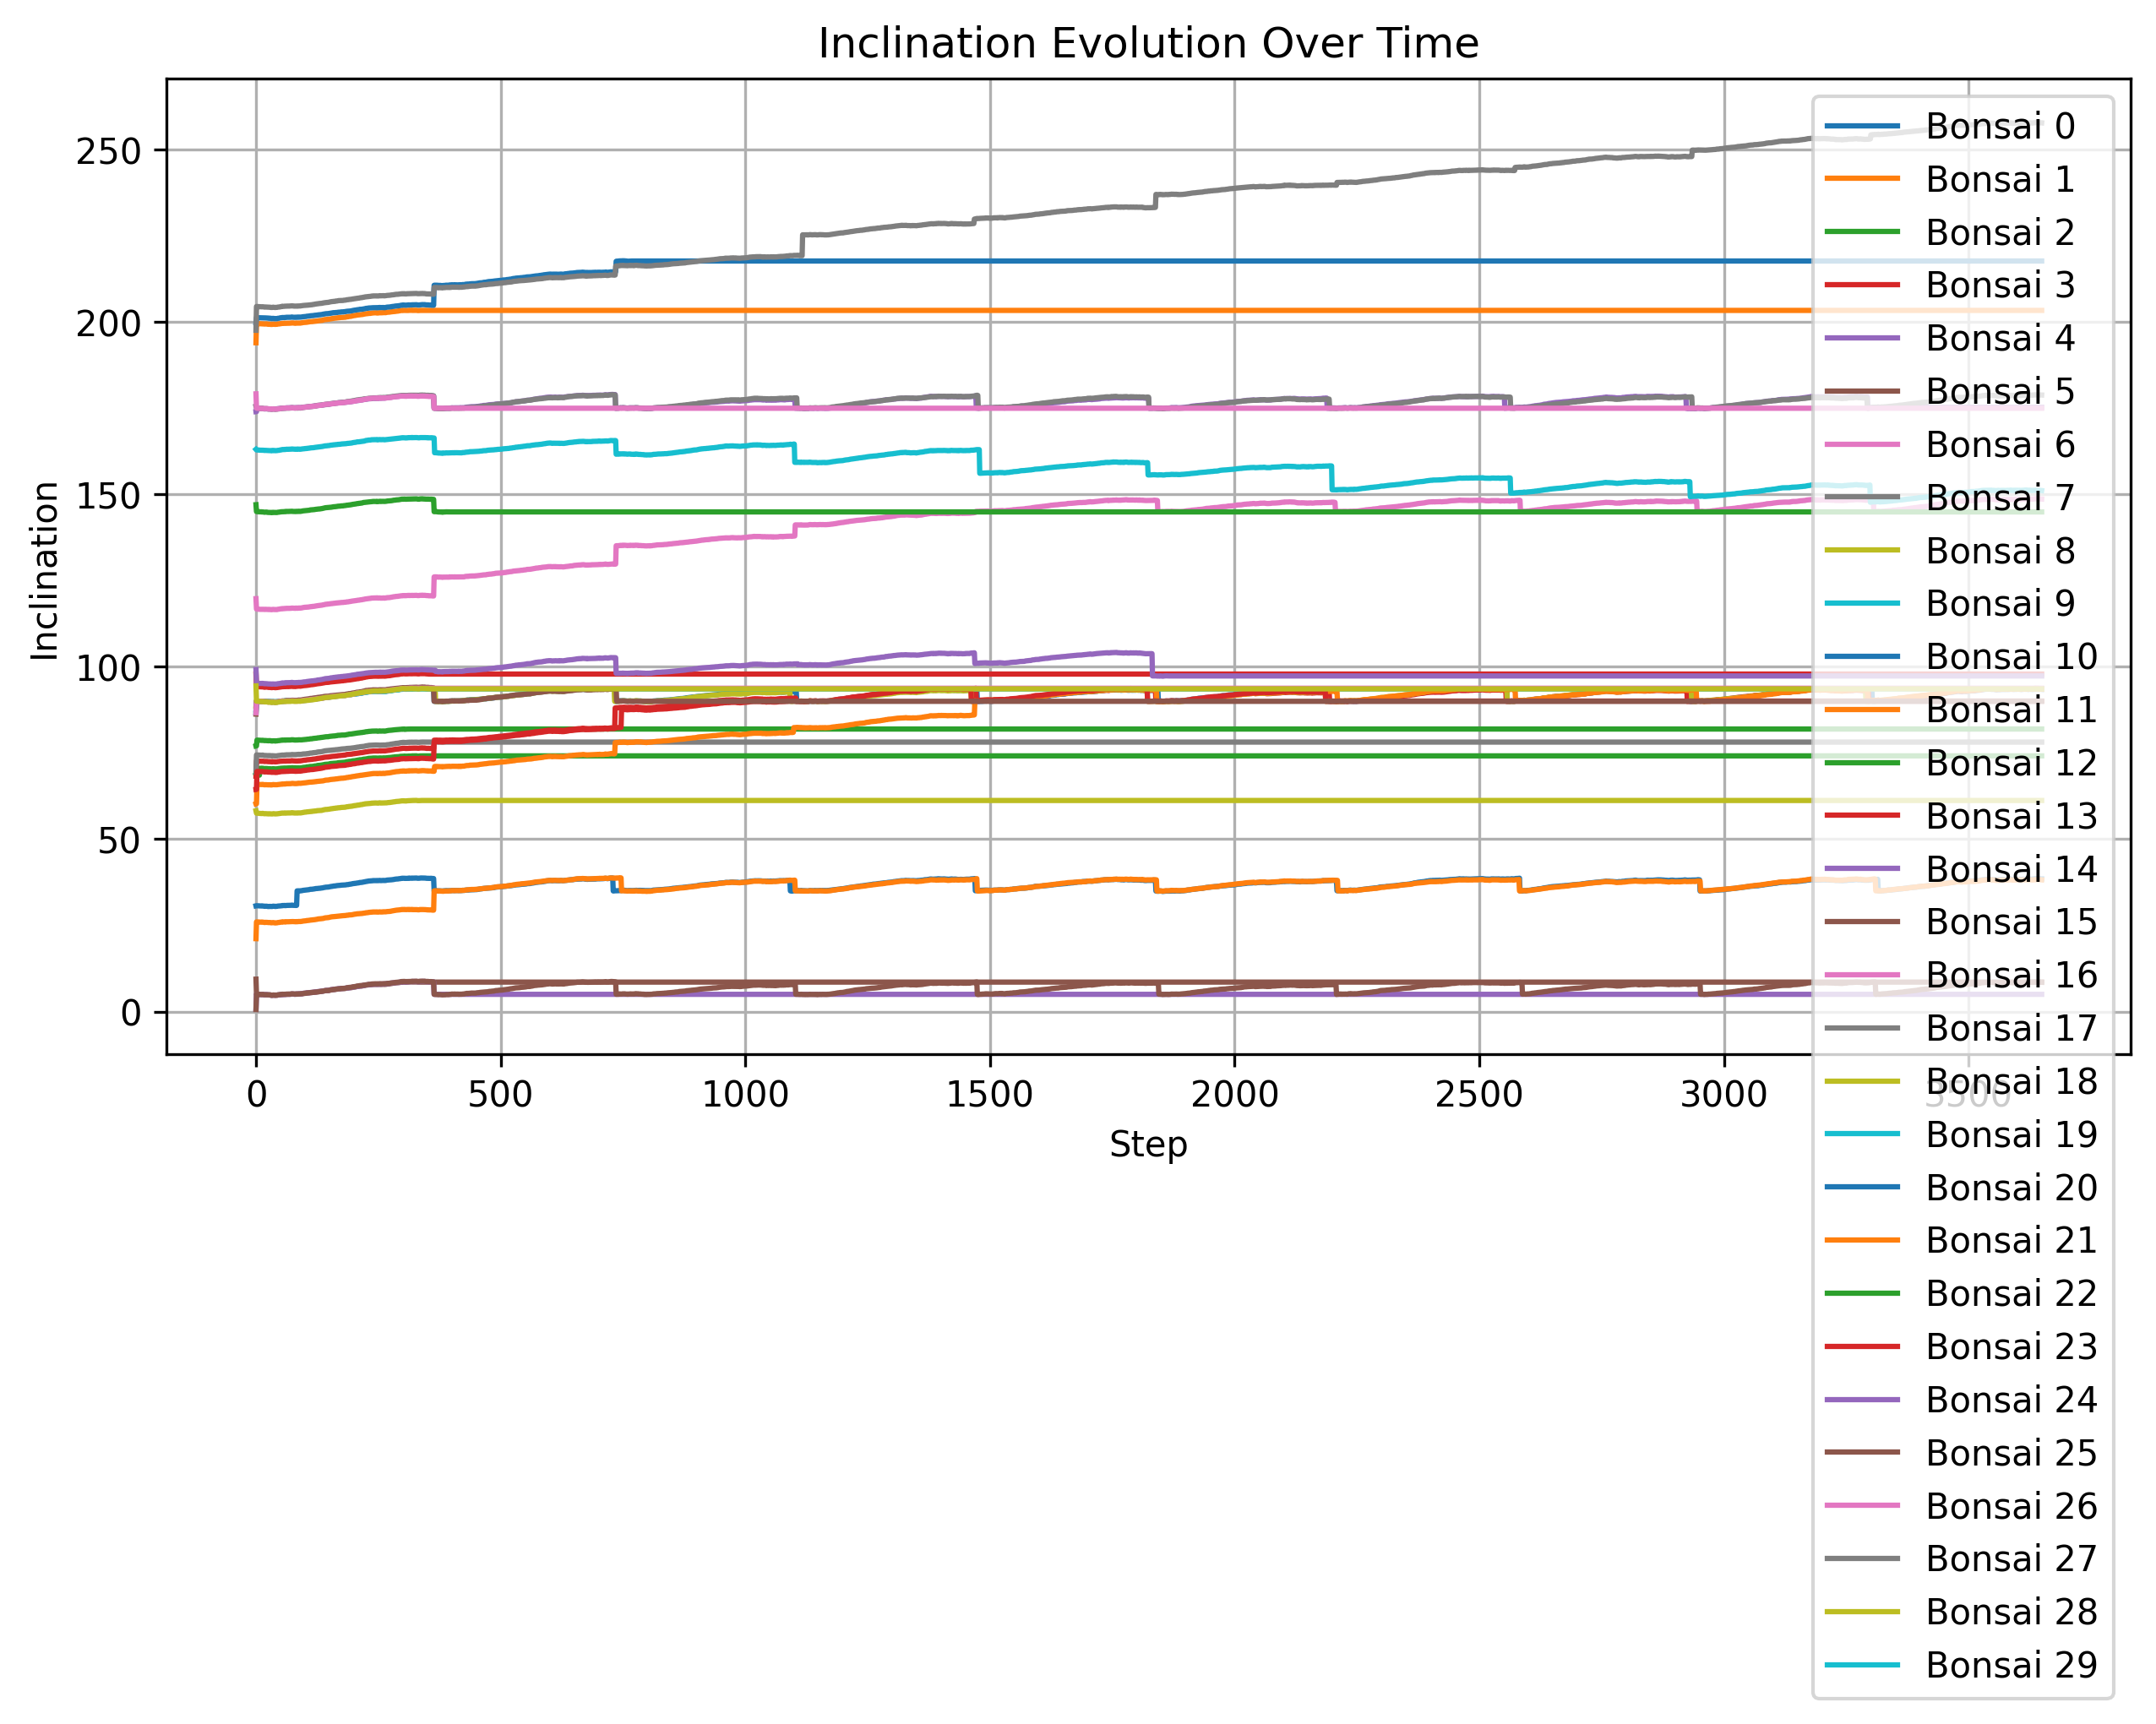 Inclination Evolution Over Time
Inclination
250
200
150
100
50
0
0 500 1000 1500 2000 2500 3000 3500
Step
Bonsai 0
Bonsai 1
Bonsai 2
Bonsai 3
Bonsai 4
Bonsai 5
Bonsai 6
Bonsai 7
Bonsai 8
Bonsai 9
Bonsai 10
Bonsai 11
Bonsai 12
Bonsai 13
Bonsai 14
Bonsai 15
Bonsai 16
Bonsai 17
Bonsai 18
Bonsai 19
Bonsai 20
Bonsai 21
Bonsai 22
Bonsai 23
Bonsai 24
Bonsai 25
Bonsai 26
Bonsai 27
Bonsai 28
Bonsai 29